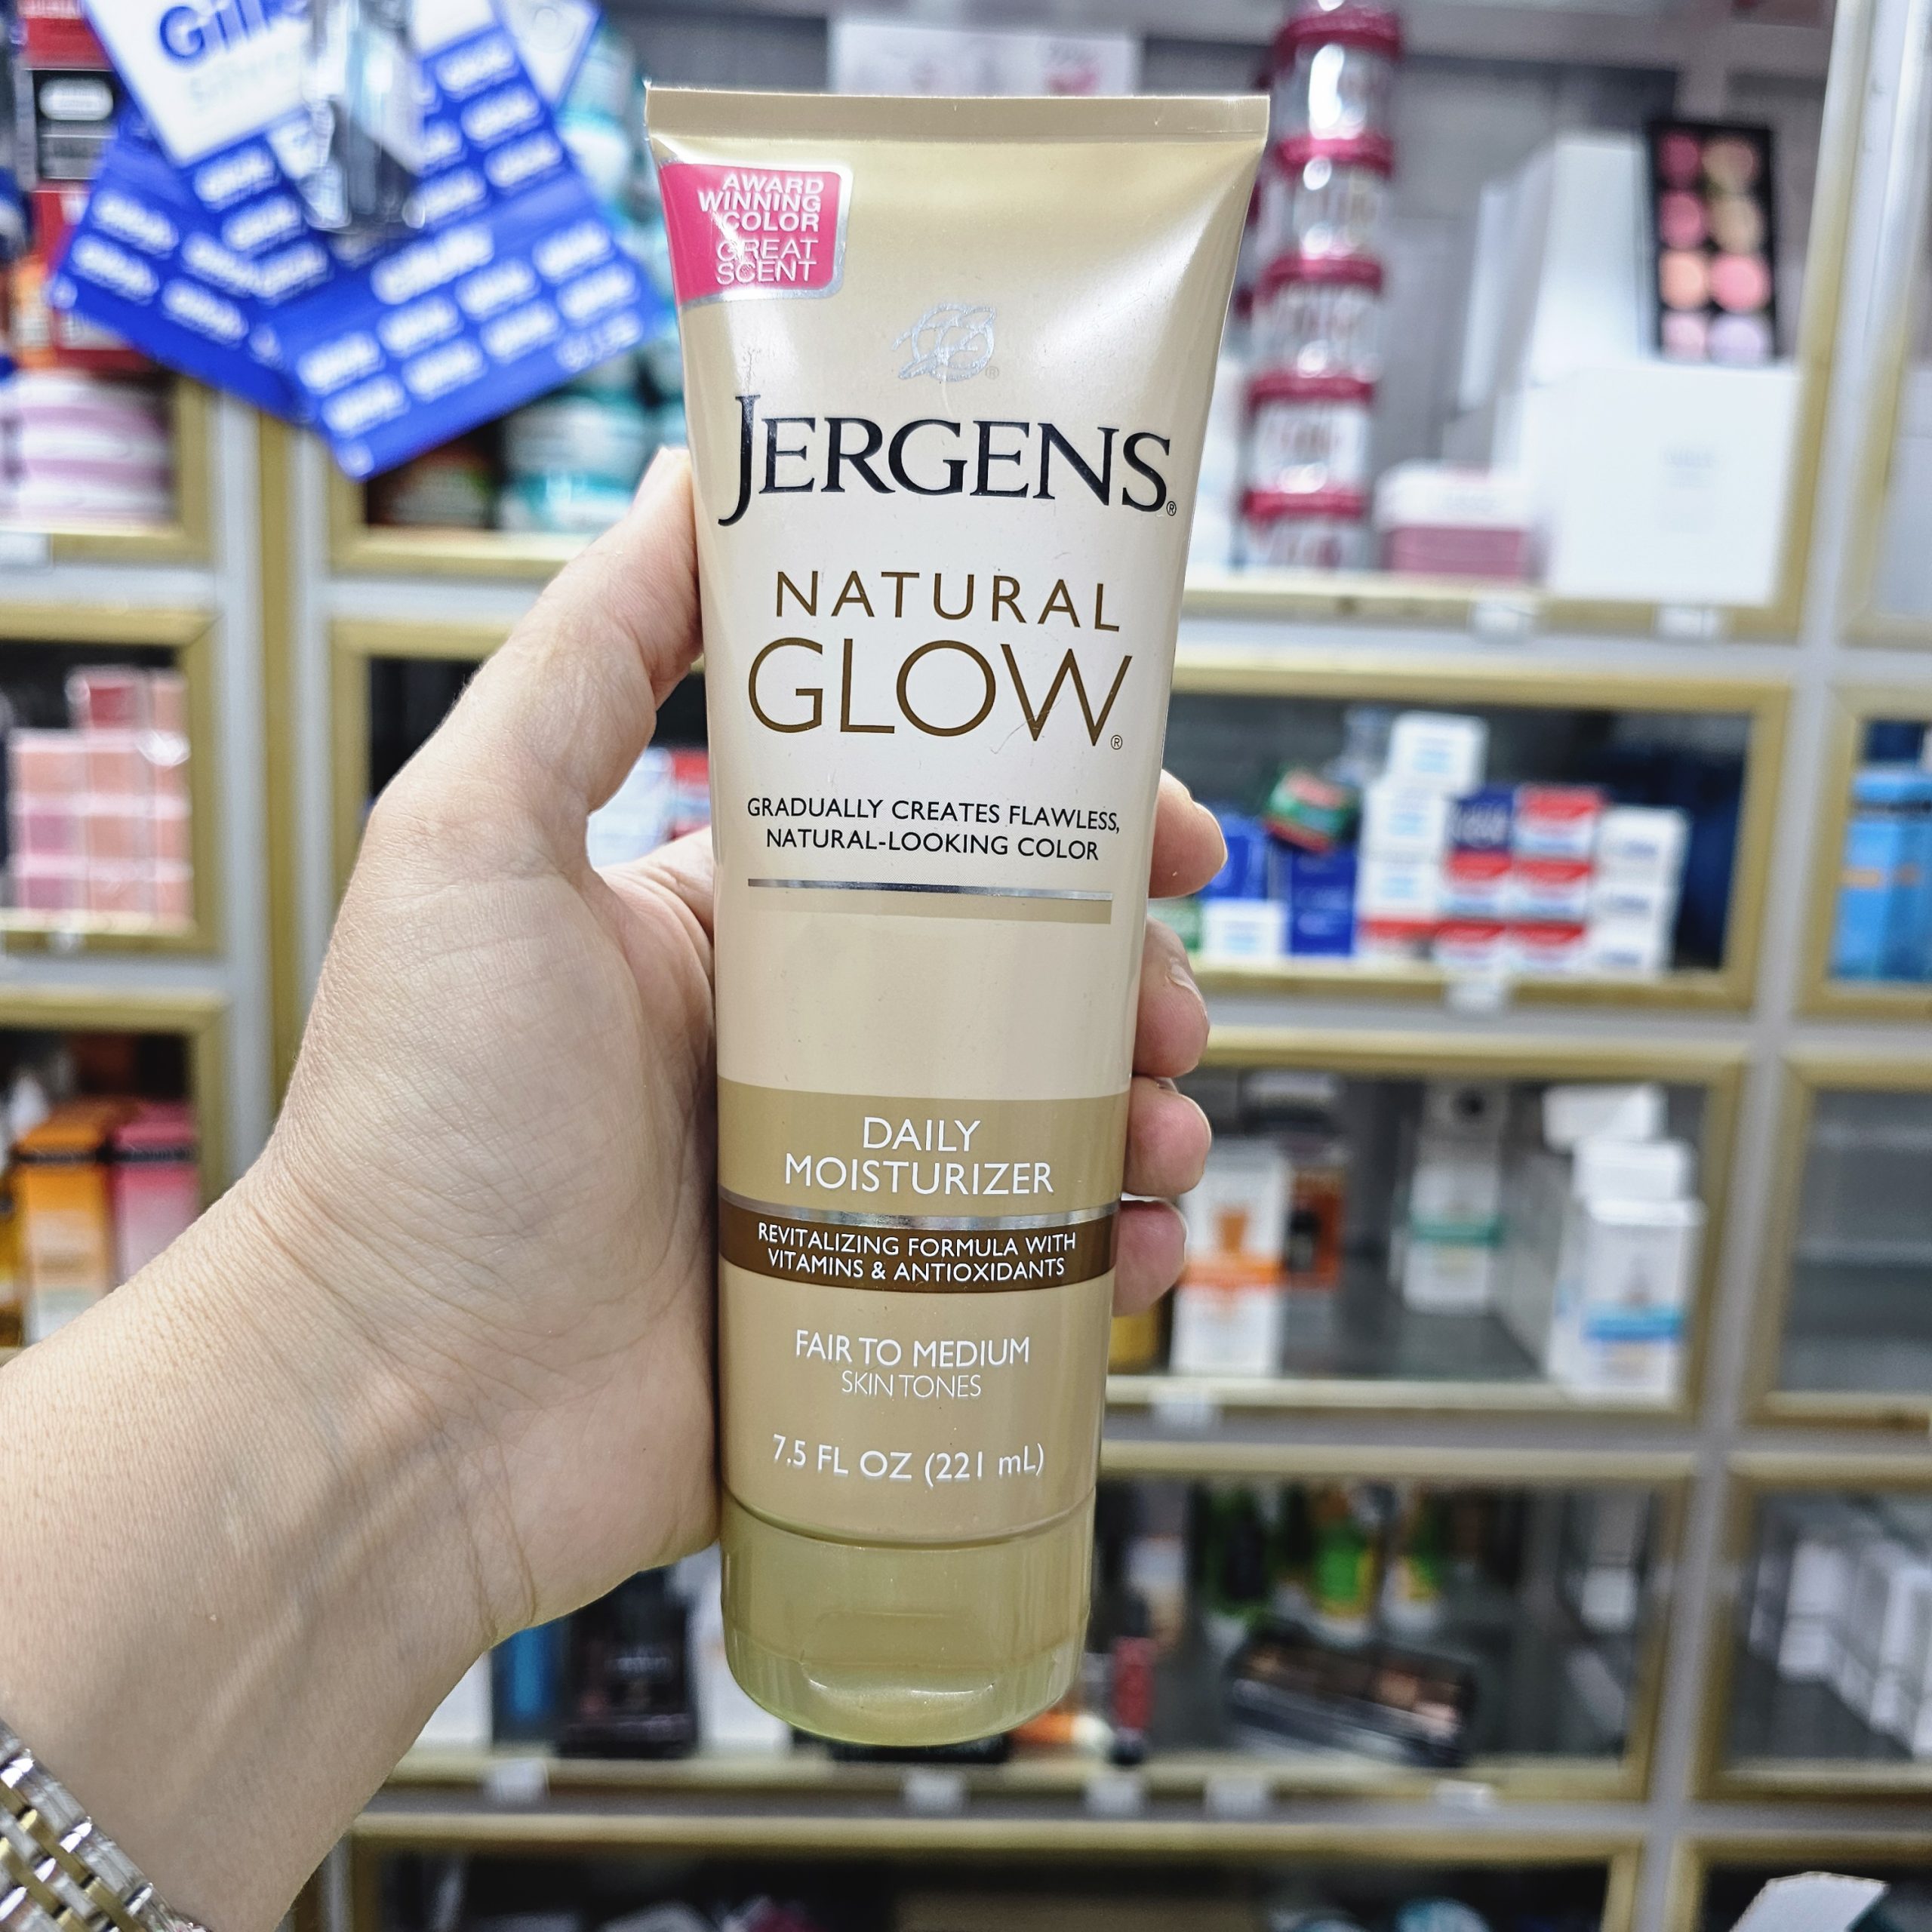 AWARD
WINNING
COLOR
GREAT
SCENT
JERGENS®
NATURAL
GLOW®
GRADUALLY CREATES FLAWLESS,
NATURAL-LOOKING COLOR
DAILY
MOISTURIZER
REVITALIZING FORMULA WITH
VITAMINS & ANTIOXIDANTS
FAIR TO MEDIUM
SKIN TONES
7.5 FL OZ (221 mL)